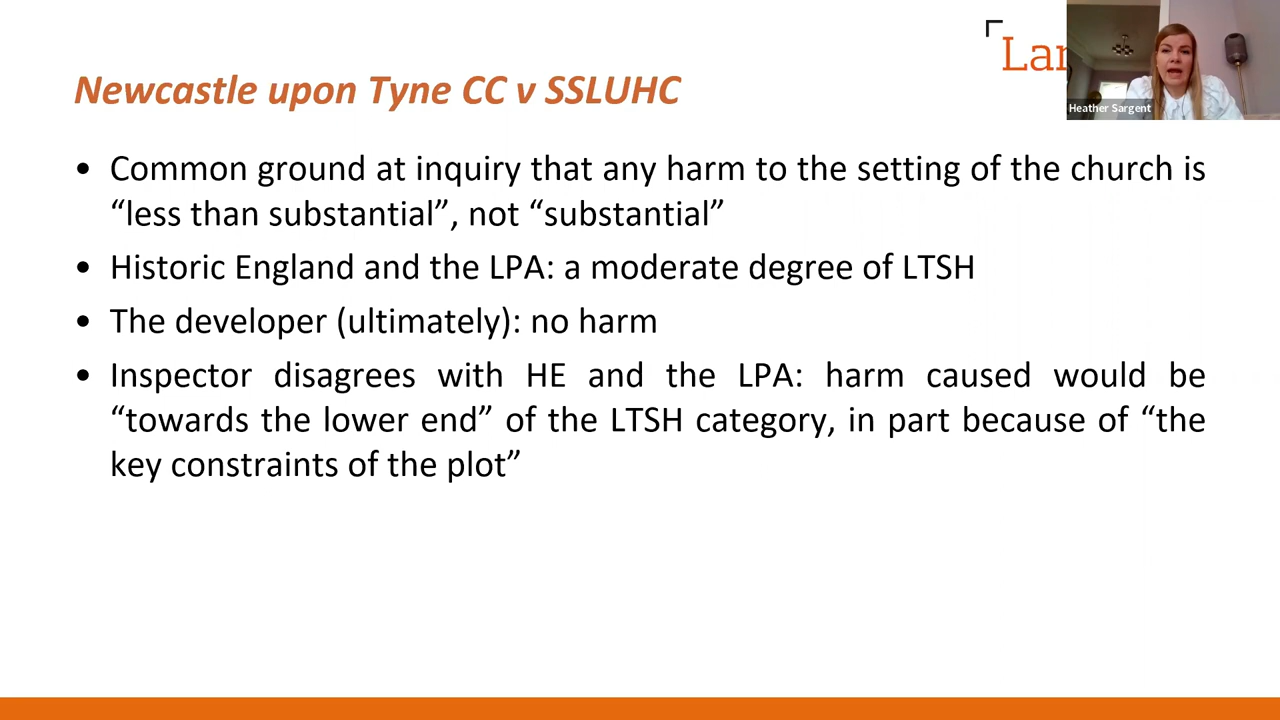 Lan
Heather Sargent
Newcastle upon Tyne CC v SSLUHC
• Common ground at inquiry that any harm to the setting of the church is
“less than substantial”, not “substantial”
• Historic England and the LPA: a moderate degree of LTSH
• The developer (ultimately): no harm
• Inspector disagrees with HE and the LPA: harm caused would be
“towards the lower end” of the LTSH category, in part because of “the
key constraints of the plot”